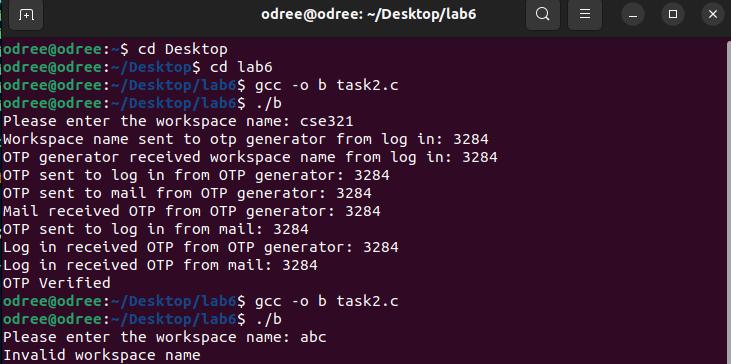 odree@odree: ~/Desktop/lab6
odree@odree:~$ cd Desktop
odree@odree:~/Desktop$ cd lab6
odree@odree:~/Desktop/lab6$ gcc -o b task2.c
odree@odree:~/Desktop/lab6$ ./b
Please enter the workspace name: cse321
Workspace name sent to otp generator from log in: 3284
OTP generator received workspace name from log in: 3284
OTP sent to log in from OTP generator: 3284
OTP sent to mail from OTP generator: 3284
Mail received OTP from OTP generator: 3284
OTP sent to log in from mail: 3284
Log in received OTP from OTP generator: 3284
Log in received OTP from mail: 3284
OTP Verified
odree@odree:~/Desktop/lab6$ gcc -o b task2.c
odree@odree:~/Desktop/lab6$ ./b
Please enter the workspace name: abc
Invalid workspace name